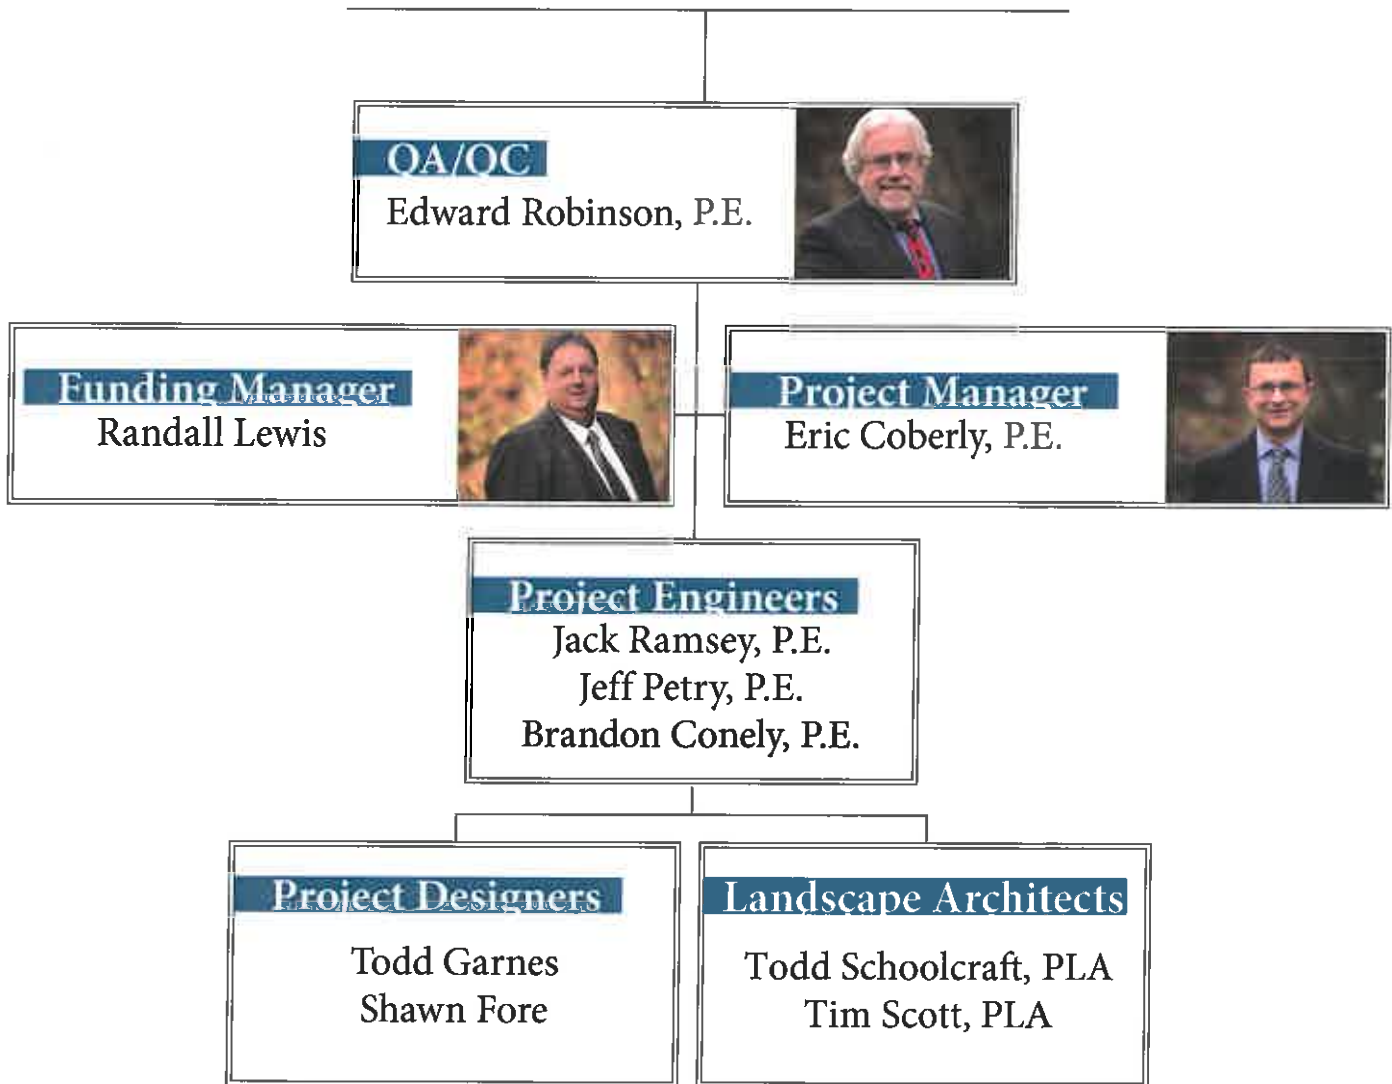 QA/QC
Edward Robinson, P.E.
Funding Manager
Randall Lewis
Project Manager
Eric Coberly, P.E.
Project Engineers
Jack Ramsey, P.E.
Jeff Petry, P.E.
Brandon Conely, P.E.
Project Designers
Todd Garnes
Shawn Fore
Landscape Architects
Todd Schoolcraft, PLA
Tim Scott, PLA